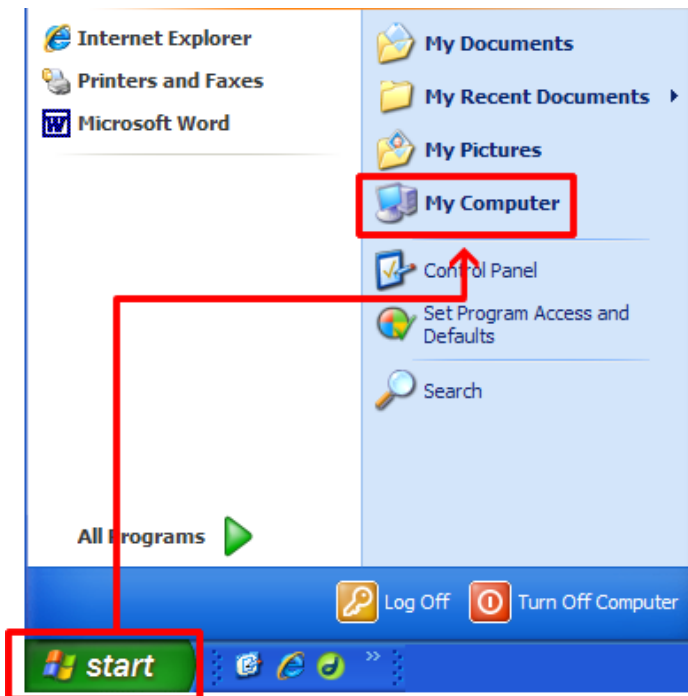 Internet Explorer
Printers and Faxes
Microsoft Word
All Programs
My Documents
My Recent Documents
My Pictures
My Computer
Control Panel
Set Program Access and
Defaults
Search
Log Off
Turn Off Computer
start